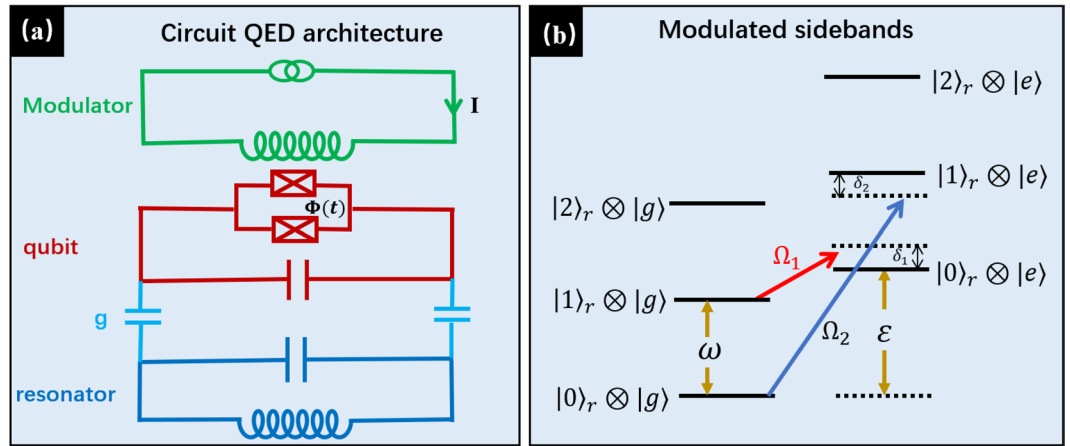 (a)
Circuit QED architecture
Modulator
I
Φ(t)
qubit
g
resonator
(b)
Modulated sidebands
|2⟩r ⊗ |e⟩
|1⟩r ⊗ |e⟩
δ2
|2⟩r ⊗ |g⟩
Ω1
δ1
|0⟩r ⊗ |e⟩
|1⟩r ⊗ |g⟩
ω
Ω2
ε
|0⟩r ⊗ |g⟩